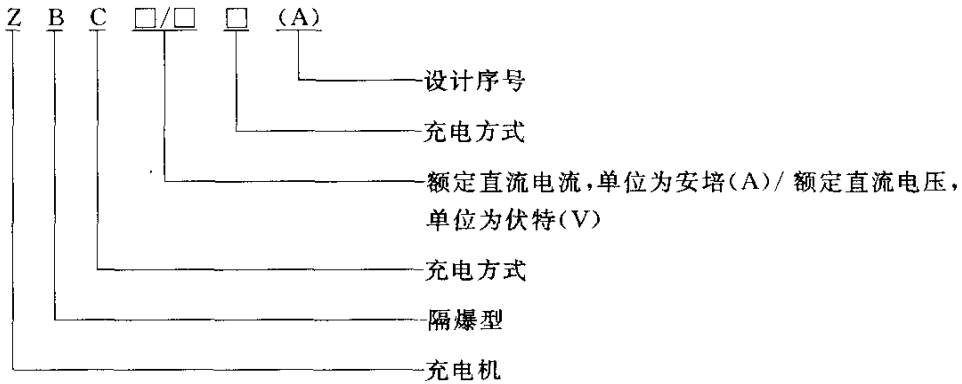 Z B C □/□ □ (A)
设计序号
充电方式
额定直流电流,单位为安培(A)/额定直流电压,
单位为伏特(V)
充电方式
隔爆型
充电机